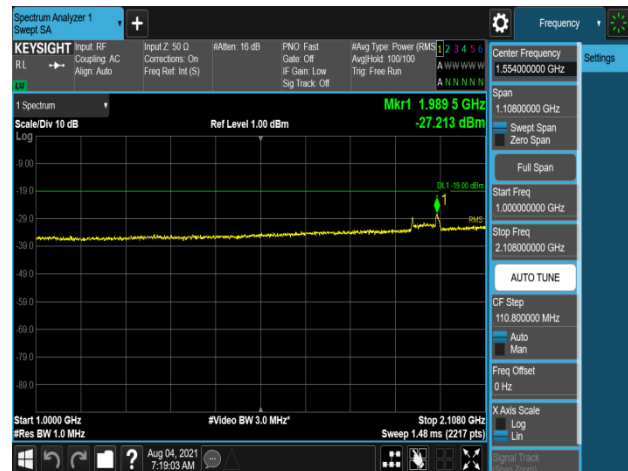 Spectrum Analyzer 1
Swept SA
Frequency
KEYSIGHT
RL
Input: RF
Coupling: AC
Align: Auto
Input Z: 50 Ω
Corrections: On
Freq Ref: Int (S)
#Atten: 16 dB
PNO: Fast
Gate: Off
IF Gain: Low
Sig Track: Off
#Avg Type: Power (RMS)
Avg|Hold: 100/100
Trig: Free Run
1 2 3 4 5 6
A W W W W W
A N N N N N
1 Spectrum
Mkr1 1.989 5 GHz
Scale/Div 10 dB
Ref Level 1.00 dBm
-27.213 dBm
Log
-9.00
-19.0
-29.0
-39.0
-49.0
-59.0
-69.0
-79.0
-89.0
DL1 -19.00 dBm
1
RMS
Start 1.0000 GHz
#Video BW 3.0 MHz*
Stop 2.1080 GHz
#Res BW 1.0 MHz
Sweep 1.48 ms (2217 pts)
Center Frequency
1.554000000 GHz
Settings
Span
1.10800000 GHz
Swept Span
Zero Span
Full Span
Start Freq
1.000000000 GHz
Stop Freq
2.108000000 GHz
AUTO TUNE
CF Step
110.800000 MHz
Auto
Man
Freq Offset
0 Hz
X Axis Scale
Log
Lin
Signal Track
(Span Zoom)
?
Aug 04, 2021
7:19:03 AM